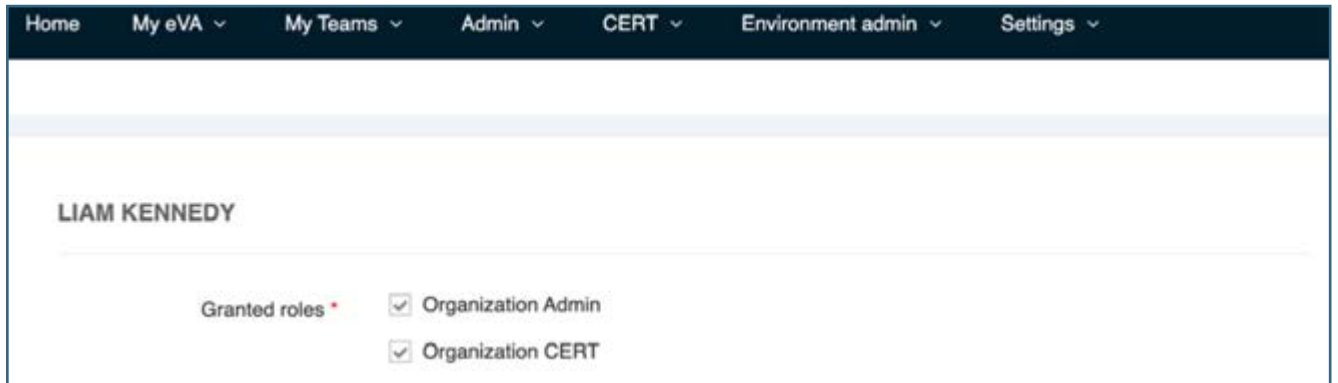 Home My eVA My Teams Admin CERT Environment admin Settings
LIAM KENNEDY
Granted roles * Organization Admin
Organization CERT